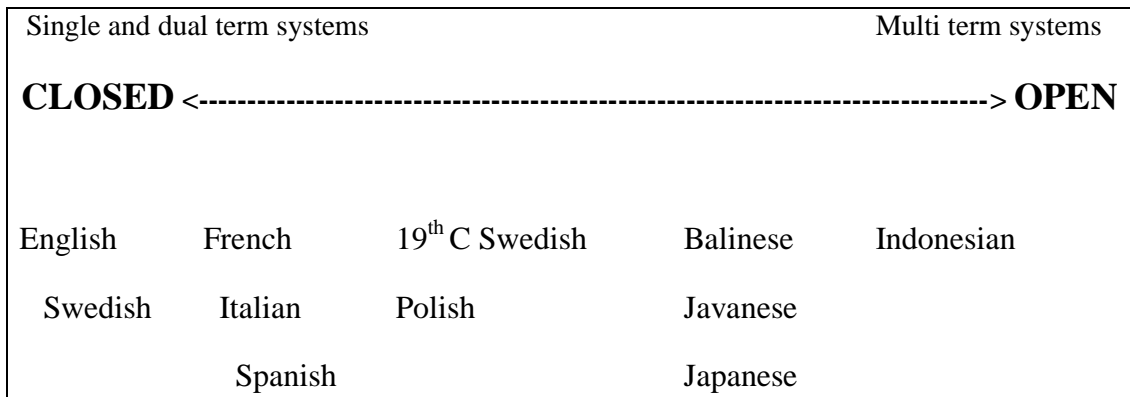 Single and dual term systems Multi term systems
CLOSED <----------------------------------------------------------------------------------> OPEN
English French 19th C Swedish Balinese Indonesian
Swedish Italian Polish Javanese
Spanish Japanese